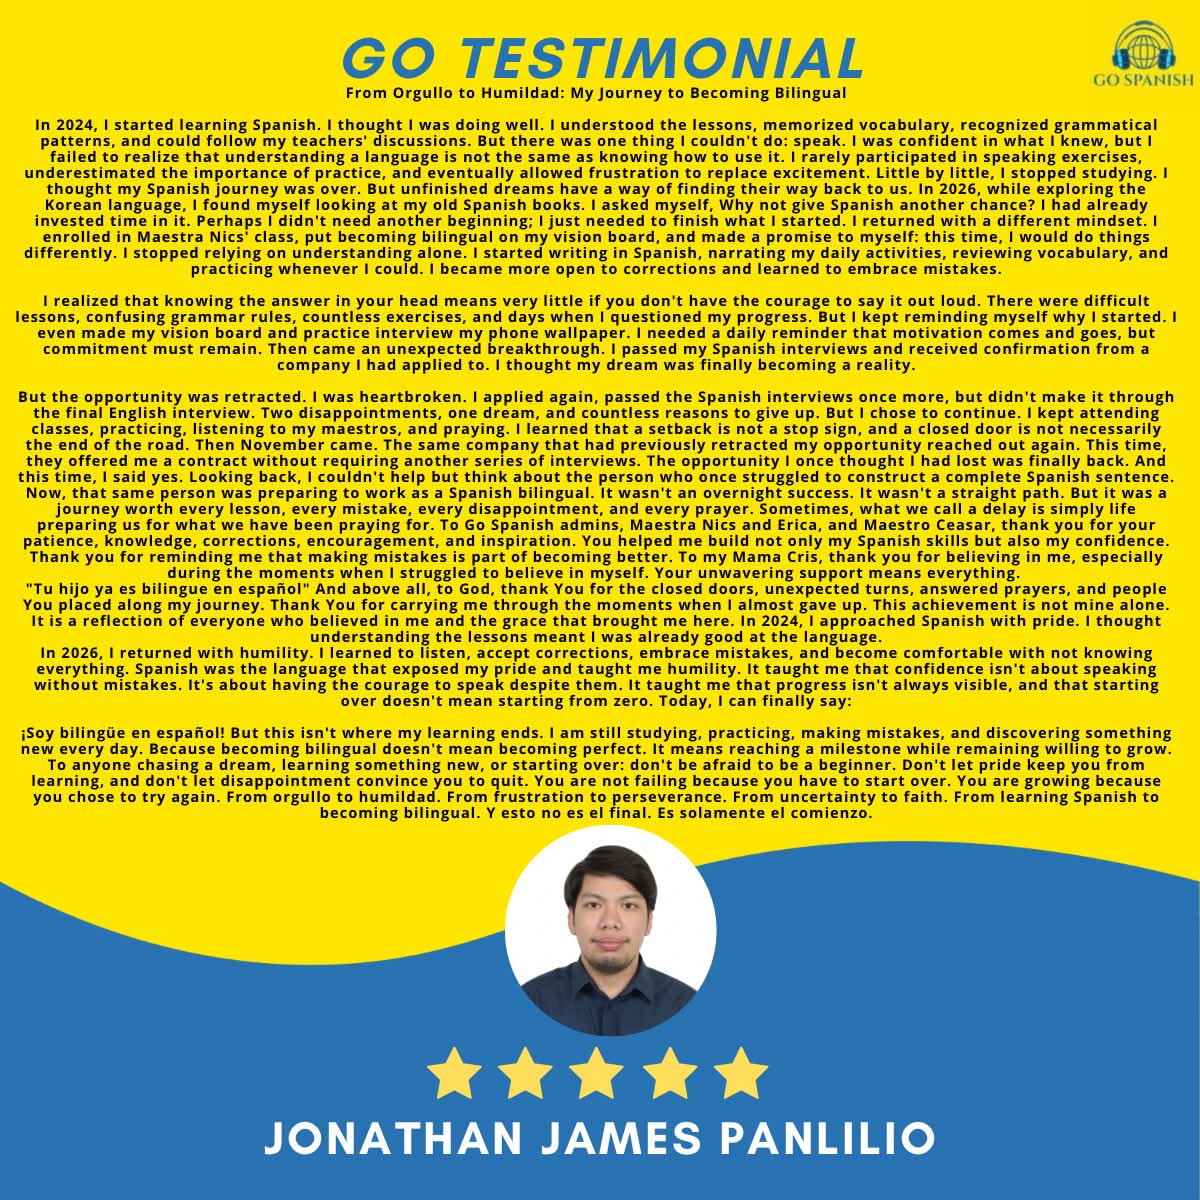 GO TESTIMONIAL
GO SPANISH
From Orgullo to Humildad: My Journey to Becoming Bilingual
In 2024, I started learning Spanish. I thought I was doing well. I understood the lessons, memorized vocabulary, recognized grammatical
patterns, and could follow my teachers' discussions. But there was one thing I couldn't do: speak. I was confident in what I knew, but I
failed to realize that understanding a language is not the same as knowing how to use it. I rarely participated in speaking exercises,
underestimated the importance of practice, and eventually allowed frustration to replace excitement. Little by little, I stopped studying. I
thought my Spanish journey was over. But unfinished dreams have a way of finding their way back to us. In 2026, while exploring the
Korean language, I found myself looking at my old Spanish books. I asked myself, Why not give Spanish another chance? I had already
invested time in it. Perhaps I didn't need another beginning; I just needed to finish what I started. I returned with a different mindset. I
enrolled in Maestra Nics' class, put becoming bilingual on my vision board, and made a promise to myself: this time, I would do things
differently. I stopped relying on understanding alone. I started writing in Spanish, narrating my daily activities, reviewing vocabulary, and
practicing whenever I could. I became more open to corrections and learned to embrace mistakes.
I realized that knowing the answer in your head means very little if you don't have the courage to say it out loud. There were difficult
lessons, confusing grammar rules, countless exercises, and days when I questioned my progress. But I kept reminding myself why I started. I
even made my vision board and practice interview my phone wallpaper. I needed a daily reminder that motivation comes and goes, but
commitment must remain. Then came an unexpected breakthrough. I passed my Spanish interviews and received confirmation from a
company I had applied to. I thought my dream was finally becoming a reality.
But the opportunity was retracted. I was heartbroken. I applied again, passed the Spanish interviews once more, but didn't make it through
the final English interview. Two disappointments, one dream, and countless reasons to give up. But I chose to continue. I kept attending
classes, practicing, listening to my maestros, and praying. I learned that a setback is not a stop sign, and a closed door is not necessarily
the end of the road. Then November came. The same company that had previously retracted my opportunity reached out again. This time,
they offered me a contract without requiring another series of interviews. The opportunity I once thought I had lost was finally back. And
this time, I said yes. Looking back, I couldn't help but think about the person who once struggled to construct a complete Spanish sentence.
Now, that same person was preparing to work as a Spanish bilingual. It wasn't an overnight success. It wasn't a straight path. But it was a
journey worth every lesson, every mistake, every disappointment, and every prayer. Sometimes, what we call a delay is simply life
preparing us for what we have been praying for. To Go Spanish admins, Maestra Nics and Erica, and Maestro Ceasar, thank you for your
patience, knowledge, corrections, encouragement, and inspiration. You helped me build not only my Spanish skills but also my confidence.
Thank you for reminding me that making mistakes is part of becoming better. To my Mama Cris, thank you for believing in me, especially
during the moments when I struggled to believe in myself. Your unwavering support means everything.
"Tu hijo ya es bilingue en español" And above all, to God, thank You for the closed doors, unexpected turns, answered prayers, and people
You placed along my journey. Thank You for carrying me through the moments when I almost gave up. This achievement is not mine alone.
It is a reflection of everyone who believed in me and the grace that brought me here. In 2024, I approached Spanish with pride. I thought
understanding the lessons meant I was already good at the language.
In 2026, I returned with humility. I learned to listen, accept corrections, embrace mistakes, and become comfortable with not knowing
everything. Spanish was the language that exposed my pride and taught me humility. It taught me that confidence isn't about speaking
without mistakes. It's about having the courage to speak despite them. It taught me that progress isn't always visible, and that starting
over doesn't mean starting from zero. Today, I can finally say:
¡Soy bilingüe en español! But this isn't where my learning ends. I am still studying, practicing, making mistakes, and discovering something
new every day. Because becoming bilingual doesn't mean becoming perfect. It means reaching a milestone while remaining willing to grow.
To anyone chasing a dream, learning something new, or starting over: don't be afraid to be a beginner. Don't let pride keep you from
learning, and don't let disappointment convince you to quit. You are not failing because you have to start over. You are growing because
you chose to try again. From orgullo to humildad. From frustration to perseverance. From uncertainty to faith. From learning Spanish to
becoming bilingual. Y esto no es el final. Es solamente el comienzo.
JONATHAN JAMES PANLILIO